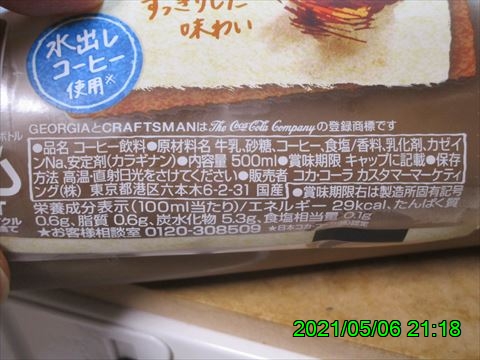 すっきりした
味わい
水出し
コーヒー
使用※
GEORGIAとCRAFTSMANはThe Coca-Cola Companyの登録商標です
●品名 コーヒー飲料●原材料名 牛乳、砂糖、コーヒー、食塩/香料、乳化剤、カゼイ
ンNa、安定剤(カラギナン)●内容量 500ml●賞味期限 キャップに記載●保存
方法 高温・直射日光をさけてください●販売者 コカ・コーラ カスタマーマーケティ
ング(株) 東京都港区六本木6-2-31 国産 ●賞味期限右は製造所固有記号
栄養成分表示(100ml当たり)/エネルギー 29kcal、たんぱく質
0.6g、脂質 0.6g、炭水化物 5.3g、食塩相当量 0.1g
★お客様相談室 0120-308509
2021/05/06 21:18